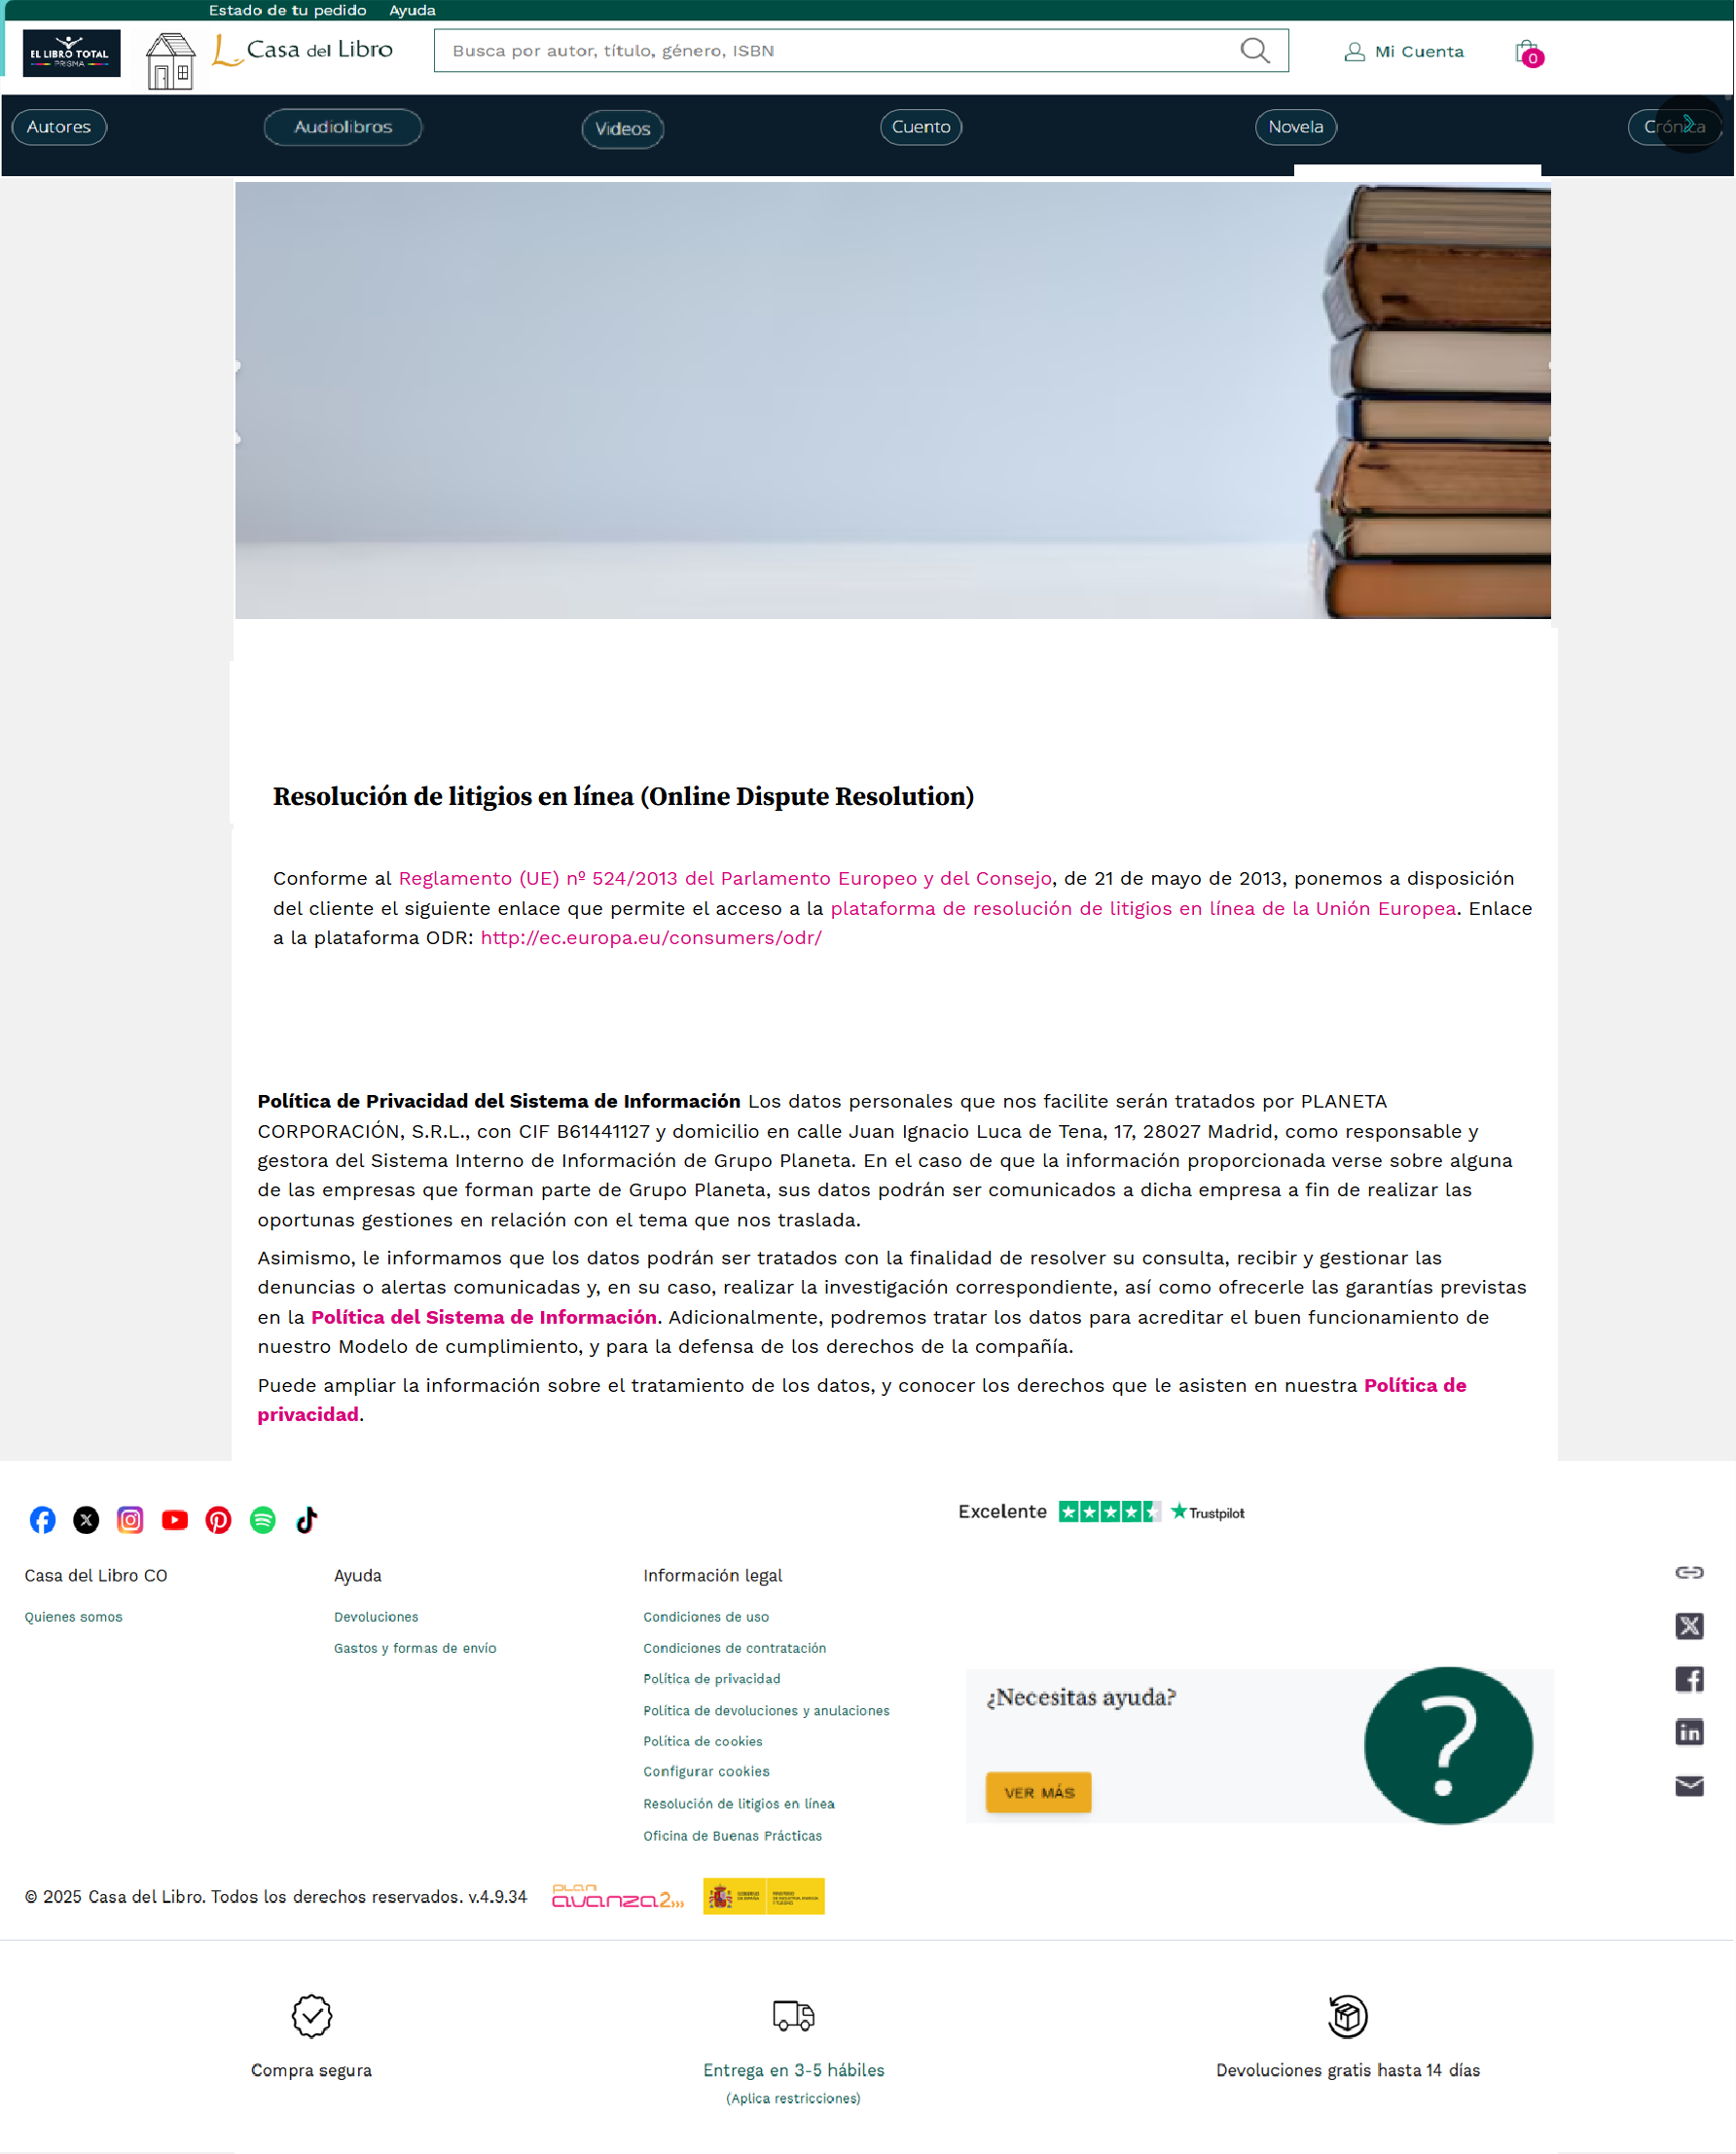 Estado de tu pedido Ayuda
EL LIBRO TOTAL
PRISMA
Casa del Libro
Busca por autor, título, género, ISBN
Mi Cuenta
0
Autores
Audiolibros
Videos
Cuento
Novela
Crónica
Resolución de litigios en línea (Online Dispute Resolution)
Conforme al Reglamento (UE) nº 524/2013 del Parlamento Europeo y del Consejo, de 21 de mayo de 2013, ponemos a disposición
del cliente el siguiente enlace que permite el acceso a la plataforma de resolución de litigios en línea de la Unión Europea. Enlace
a la plataforma ODR: http://ec.europa.eu/consumers/odr/
Política de Privacidad del Sistema de Información Los datos personales que nos facilite serán tratados por PLANETA
CORPORACIÓN, S.R.L., con CIF B61441127 y domicilio en calle Juan Ignacio Luca de Tena, 17, 28027 Madrid, como responsable y
gestora del Sistema Interno de Información de Grupo Planeta. En el caso de que la información proporcionada verse sobre alguna
de las empresas que forman parte de Grupo Planeta, sus datos podrán ser comunicados a dicha empresa a fin de realizar las
oportunas gestiones en relación con el tema que nos traslada.
Asimismo, le informamos que los datos podrán ser tratados con la finalidad de resolver su consulta, recibir y gestionar las
denuncias o alertas comunicadas y, en su caso, realizar la investigación correspondiente, así como ofrecerle las garantías previstas
en la Política del Sistema de Información. Adicionalmente, podremos tratar los datos para acreditar el buen funcionamiento de
nuestro Modelo de cumplimiento, y para la defensa de los derechos de la compañía.
Puede ampliar la información sobre el tratamiento de los datos, y conocer los derechos que le asisten en nuestra Política de
privacidad.
Excelente Trustpilot
Casa del Libro CO
Quienes somos
Ayuda
Devoluciones
Gastos y formas de envío
Información legal
Condiciones de uso
Condiciones de contratación
Política de privacidad
Política de devoluciones y anulaciones
Política de cookies
Configurar cookies
Resolución de litigios en línea
Oficina de Buenas Prácticas
¿Necesitas ayuda?
VER MÁS
?
© 2025 Casa del Libro. Todos los derechos reservados. v.4.9.34
PLAN
avanza2
Compra segura
Entrega en 3-5 hábiles
(Aplica restricciones)
Devoluciones gratis hasta 14 días